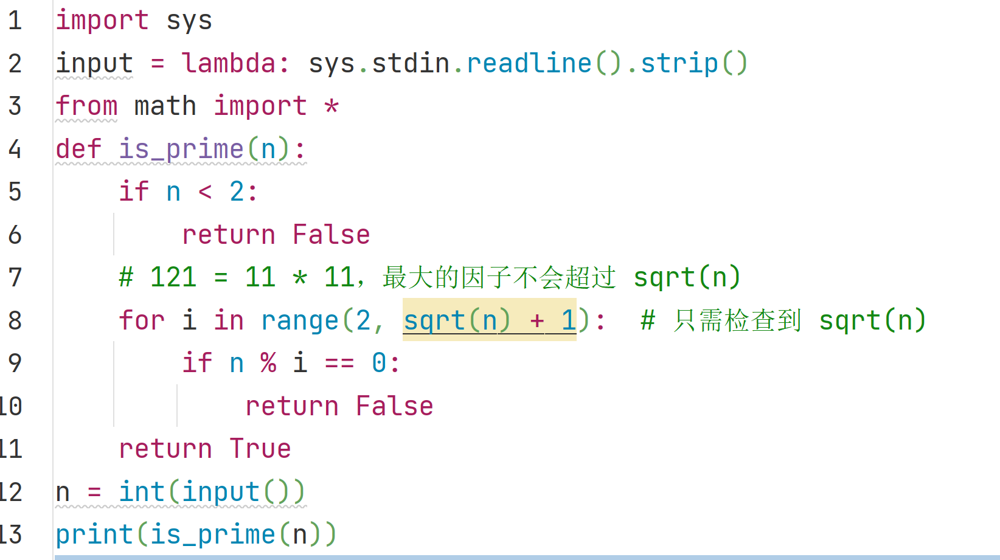 1 import sys
2 input = lambda: sys.stdin.readline().strip()
3 from math import *
4 def is_prime(n):
5     if n < 2:
6         return False
7     # 121 = 11 * 11，最大的因子不会超过 sqrt(n)
8     for i in range(2, sqrt(n) + 1):  # 只需检查到 sqrt(n)
9         if n % i == 0:
10             return False
11     return True
12 n = int(input())
13 print(is_prime(n))